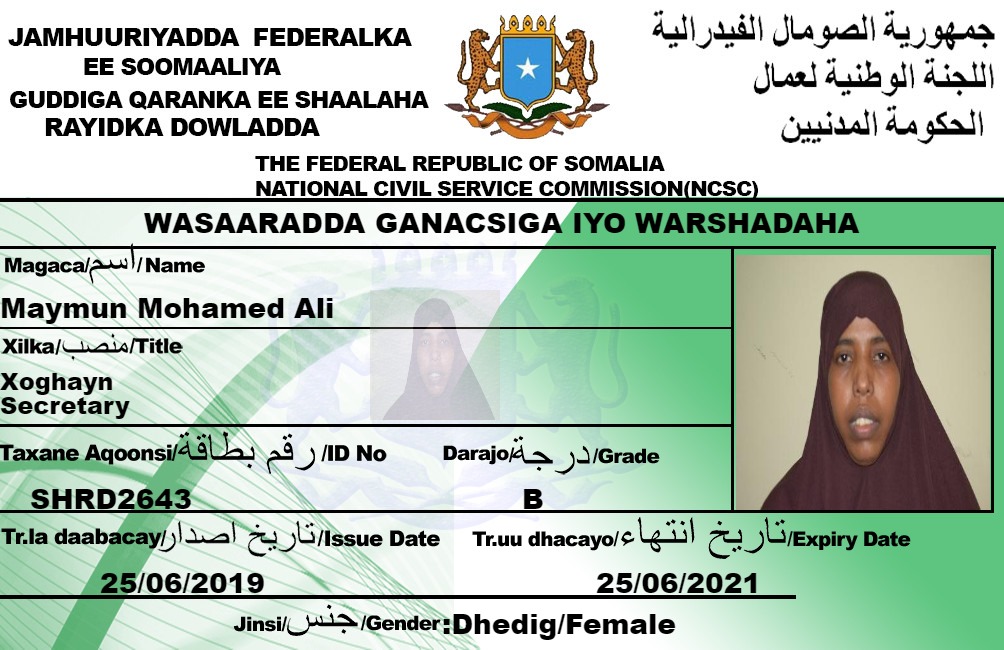 JAMHUURIYADDA FEDERALKA
EE SOOMAALIYA
GUDDIGA QARANKA EE SHAALAHA
RAYIDKA DOWLADDA
جمهورية الصومال الفيدرالية
اللجنة الوطنية لعمال
الحكومة المدنيين
THE FEDERAL REPUBLIC OF SOMALIA
NATIONAL CIVIL SERVICE COMMISSION(NCSC)
WASAARADDA GANACSIGA IYO WARSHADAHA
Magaca/اسم/Name
Maymun Mohamed Ali
Xilka/منصب/Title
Xoghayn
Secretary
Taxane Aqoonsi/رقم بطاقة/ID No
SHRD2643
Darajo/درجة/Grade
B
Tr.la daabacay/تاريخ اصدار/Issue Date
25/06/2019
Tr.uu dhacayo/تاريخ انتهاء/Expiry Date
25/06/2021
Jinsi/جنس/Gender:Dhedig/Female